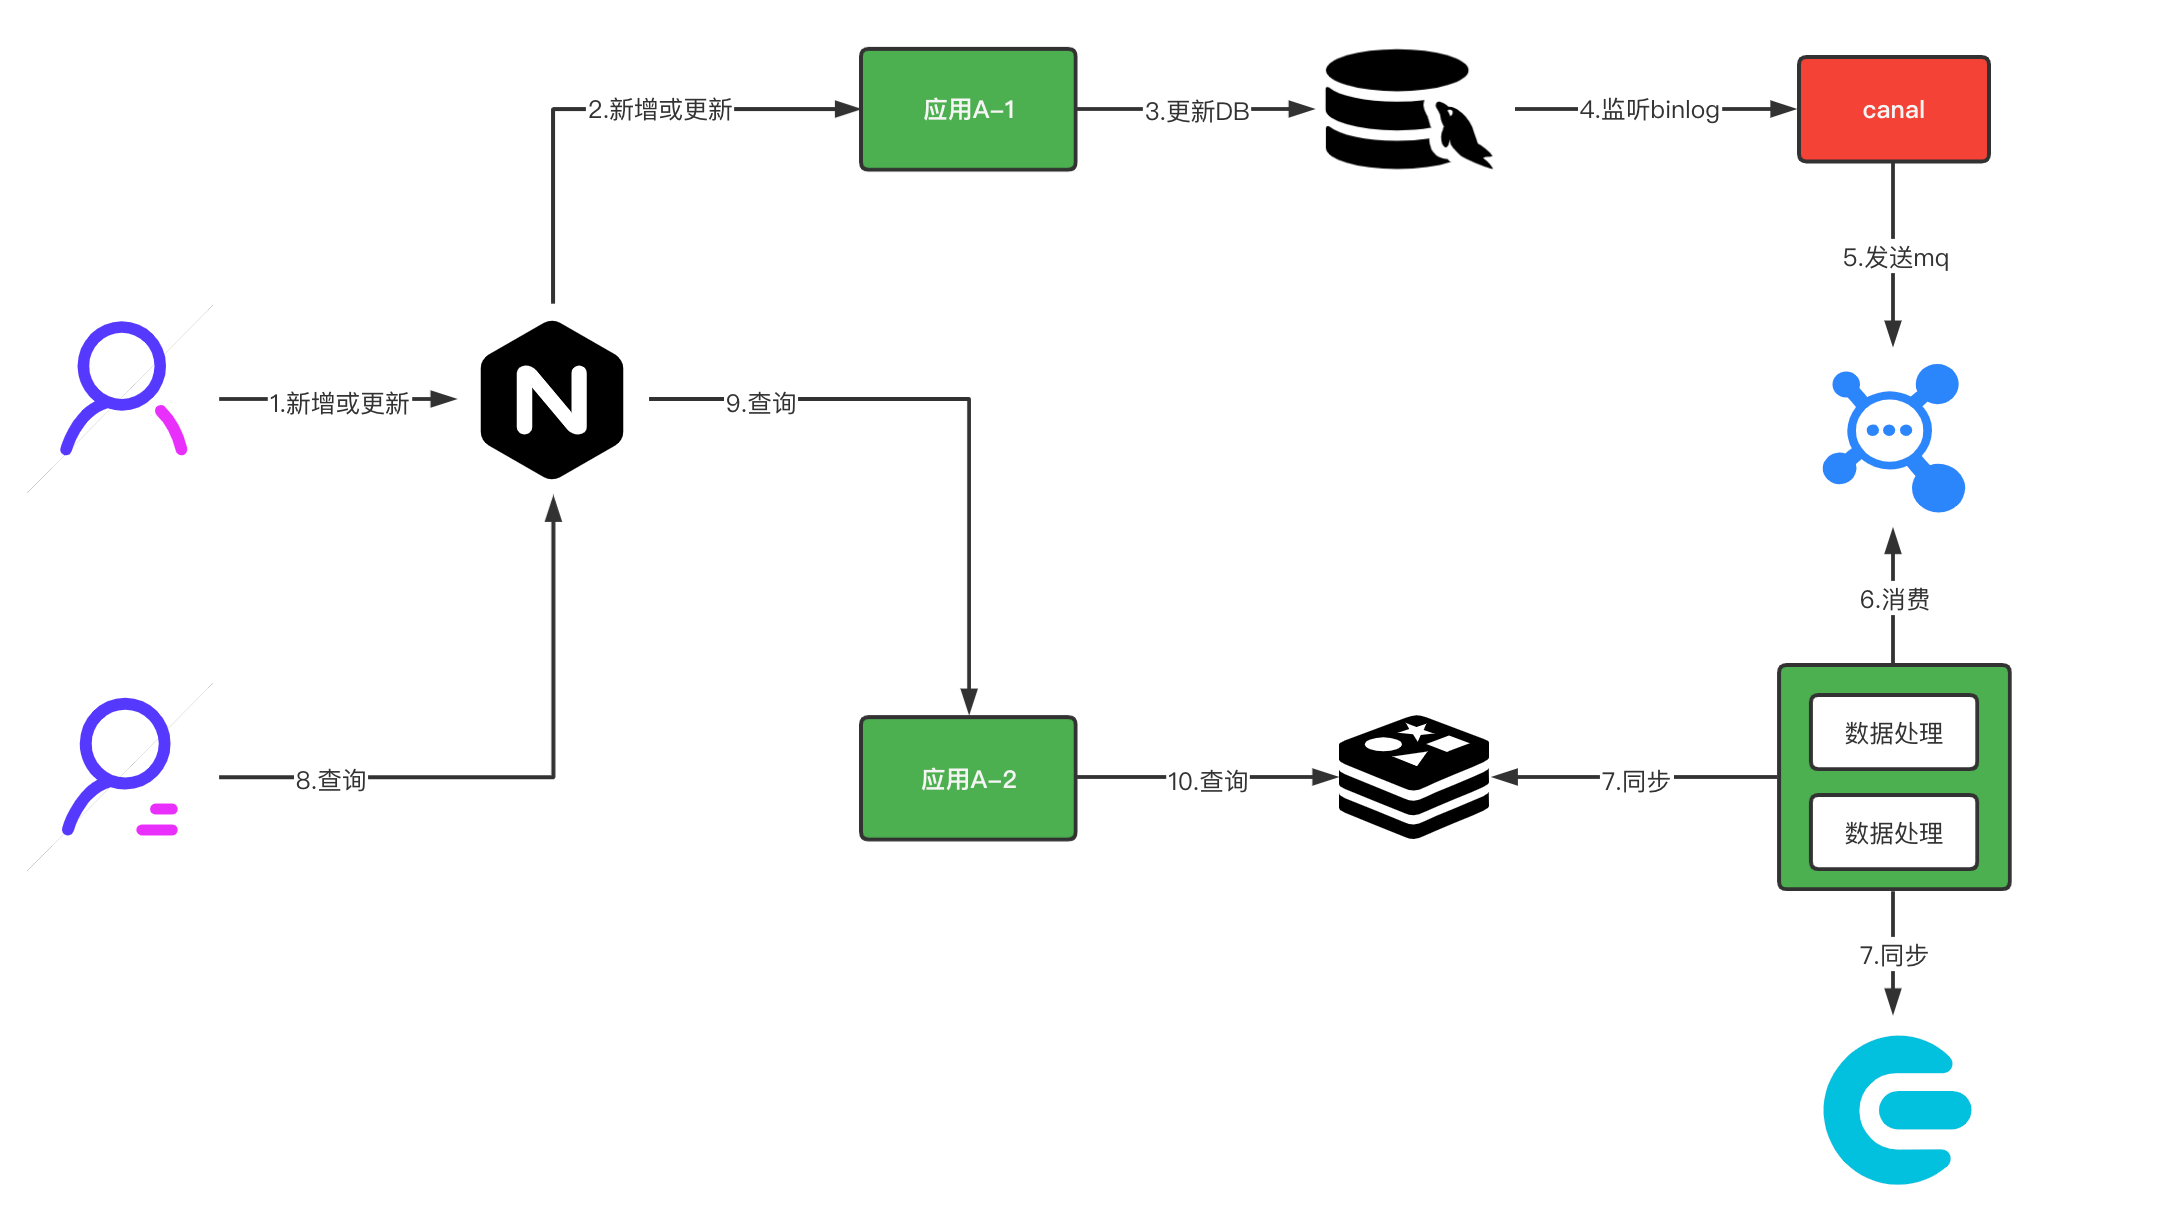 2.新增或更新
应用A-1
3.更新DB
4.监听binlog
canal
5.发送mq
1.新增或更新
N
9.查询
6.消费
数据处理
8.查询
应用A-2
10.查询
7.同步
数据处理
7.同步